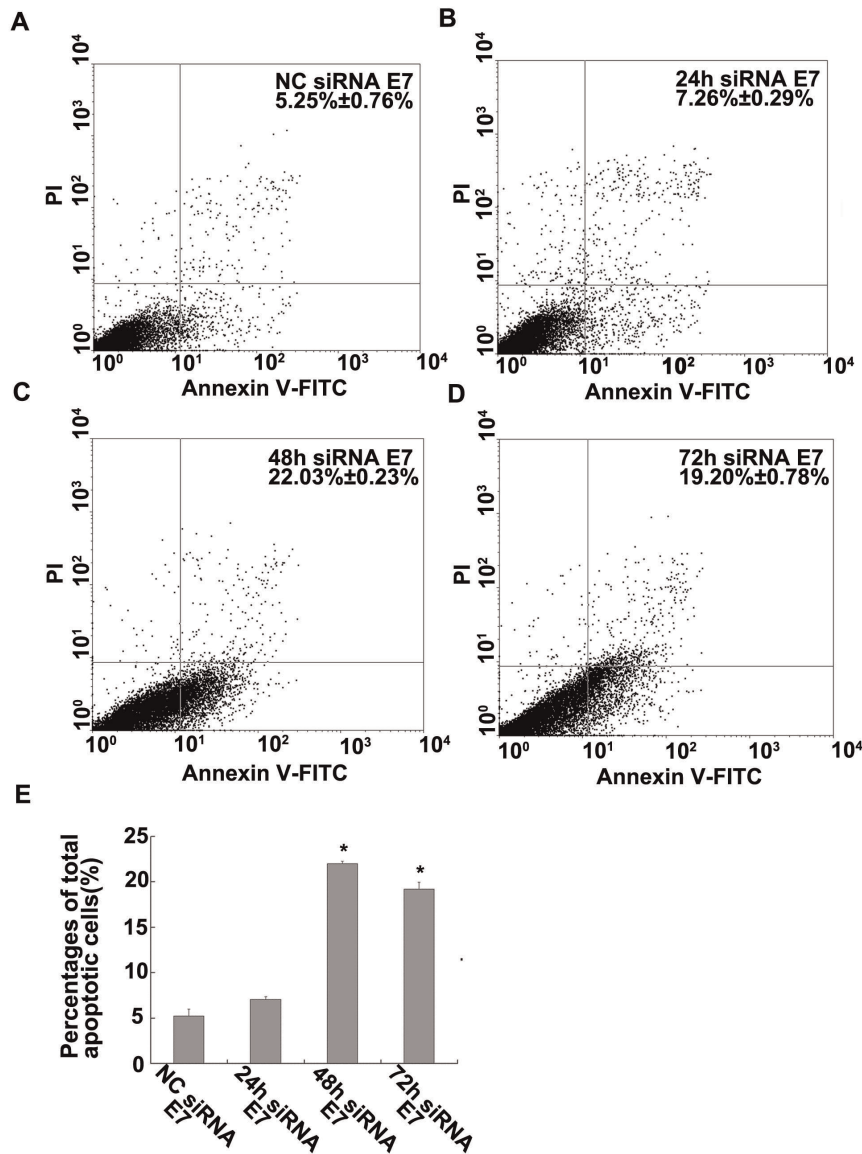 A
NC siRNA E7
5.25%±0.76%
PI
10⁴
10³
10²
10¹
10⁰
10⁰ 10¹ 10² 10³ 10⁴
Annexin V-FITC
B
24h siRNA E7
7.26%±0.29%
PI
10⁴
10³
10²
10¹
10⁰
10⁰ 10¹ 10² 10³ 10⁴
Annexin V-FITC
C
48h siRNA E7
22.03%±0.23%
PI
10⁴
10³
10²
10¹
10⁰
10⁰ 10¹ 10² 10³ 10⁴
Annexin V-FITC
D
72h siRNA E7
19.20%±0.78%
PI
10⁴
10³
10²
10¹
10⁰
10⁰ 10¹ 10² 10³ 10⁴
Annexin V-FITC
E
Percentages of total
apoptotic cells(%)
25
20
15
10
5
0
*
*
NC siRNA
E7
24h siRNA
E7
48h siRNA
E7
72h siRNA
E7